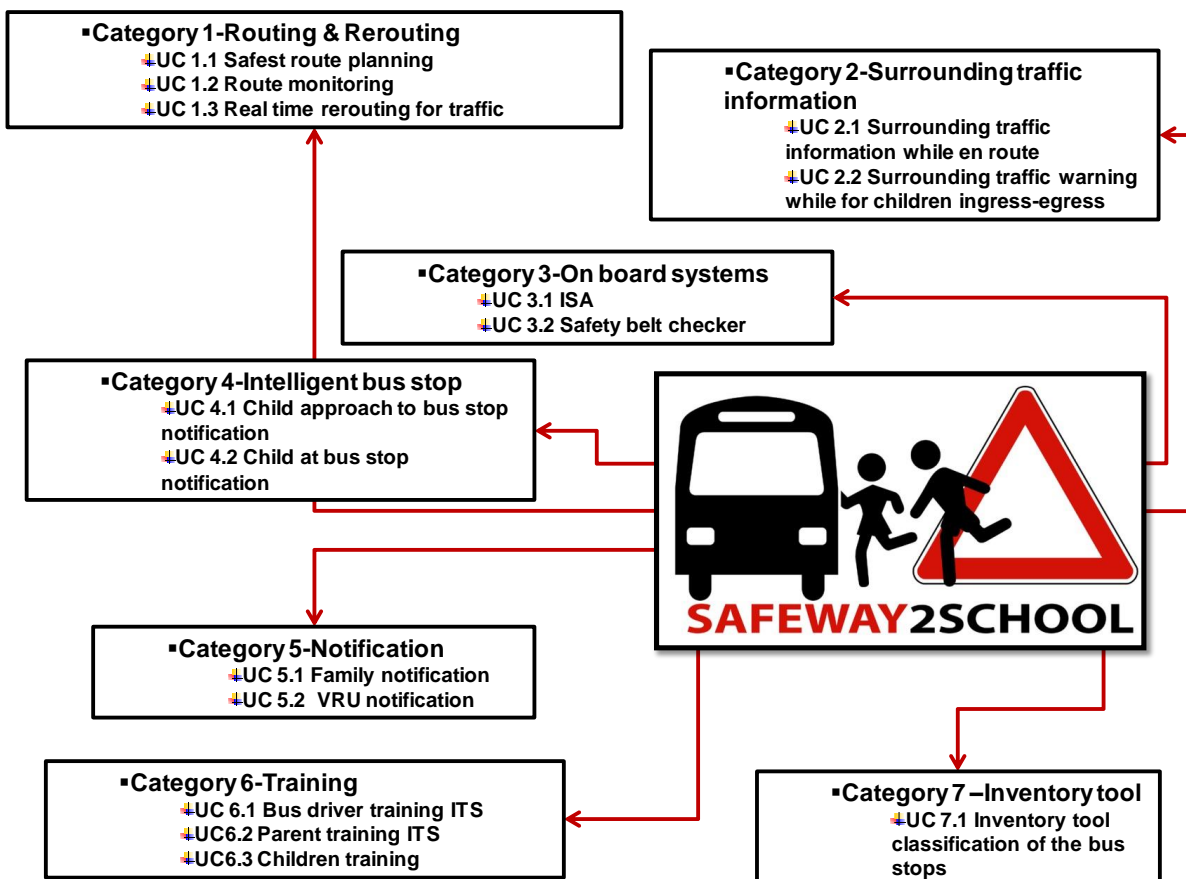 ▪Category 1-Routing & Rerouting
UC 1.1 Safest route planning
UC 1.2 Route monitoring
UC 1.3 Real time rerouting for traffic
▪Category 2-Surrounding traffic
information
UC 2.1 Surrounding traffic
information while en route
UC 2.2 Surrounding traffic warning
while for children ingress-egress
▪Category 3-On board systems
UC 3.1 ISA
UC 3.2 Safety belt checker
▪Category 4-Intelligent bus stop
UC 4.1 Child approach to bus stop
notification
UC 4.2 Child at bus stop
notification
SAFEWAY2SCHOOL
▪Category 5-Notification
UC 5.1 Family notification
UC 5.2 VRU notification
▪Category 6-Training
UC 6.1 Bus driver training ITS
UC6.2 Parent training ITS
UC6.3 Children training
▪Category 7 –Inventory tool
UC 7.1 Inventory tool
classification of the bus
stops